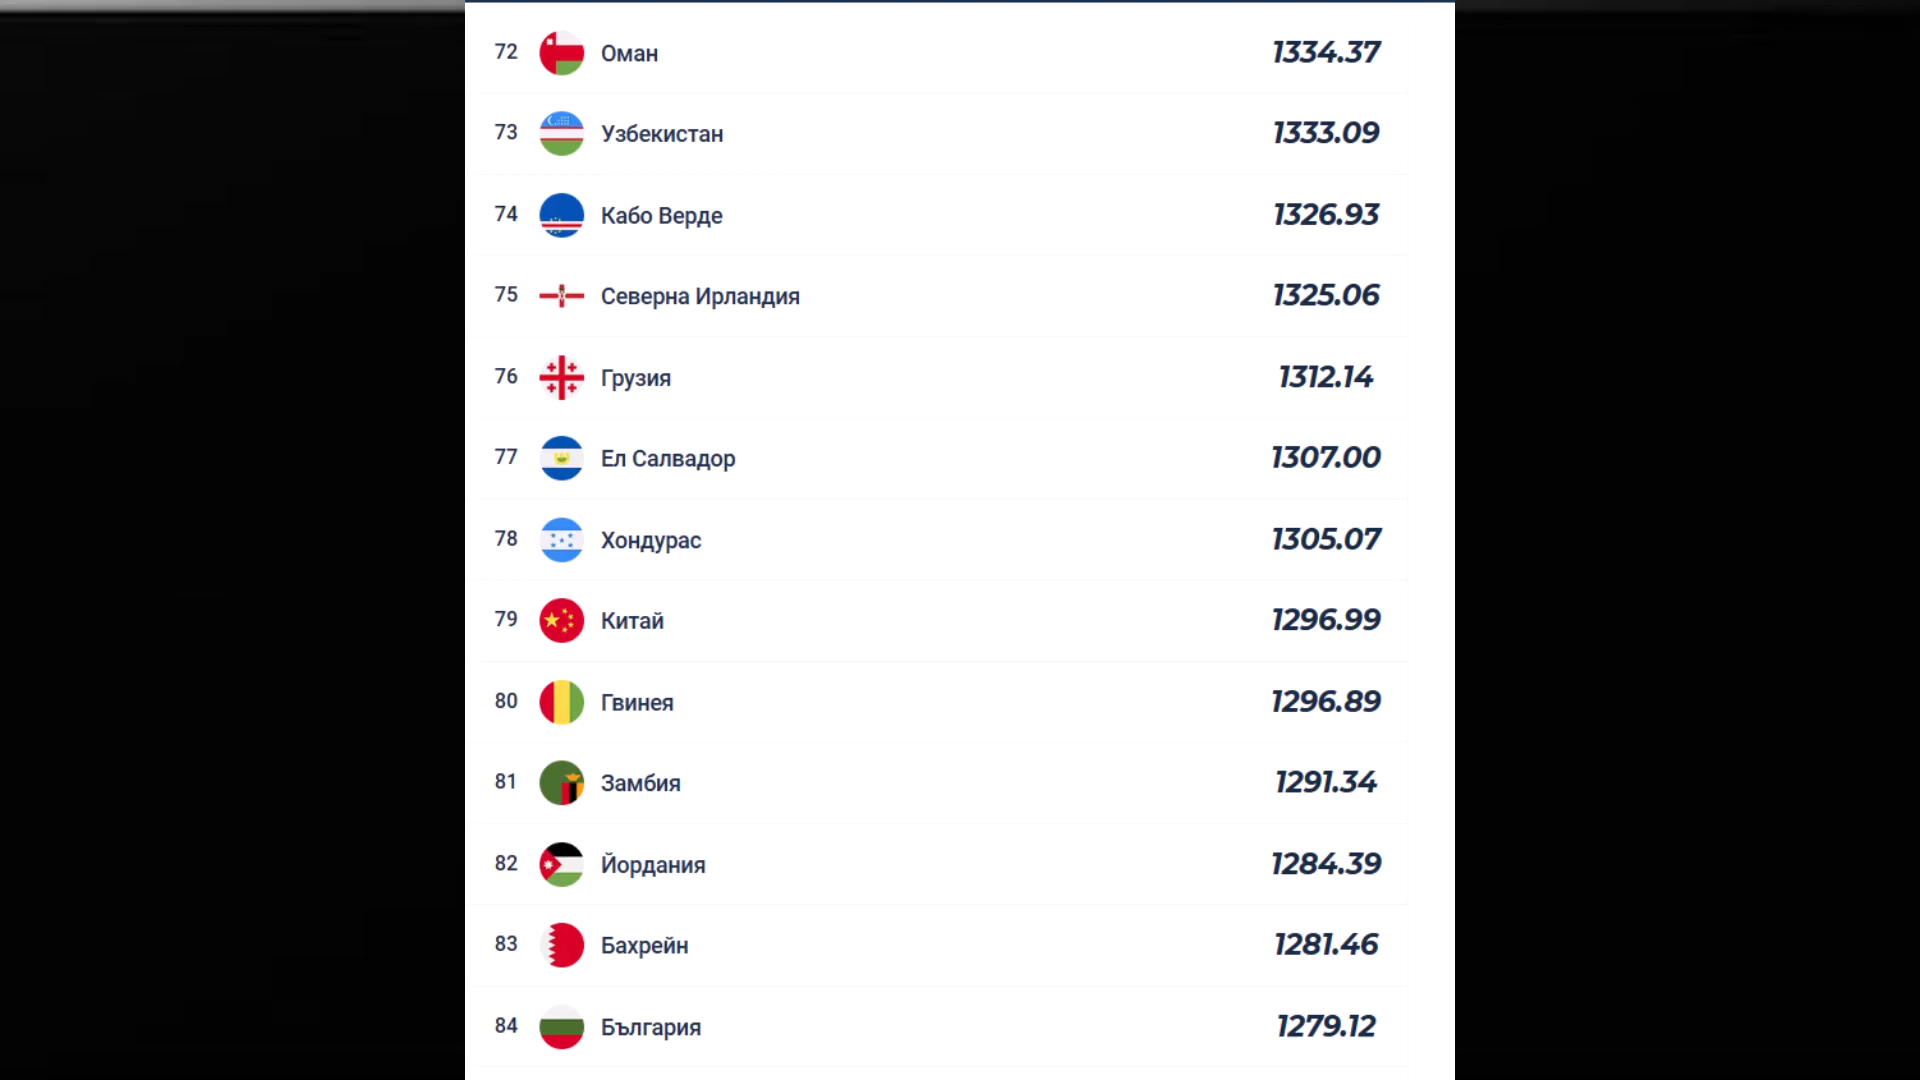 72 Оман 1334.37
73 Узбекистан 1333.09
74 Кабо Верде 1326.93
75 Северна Ирландия 1325.06
76 Грузия 1312.14
77 Ел Салвадор 1307.00
78 Хондурас 1305.07
79 Китай 1296.99
80 Гвинея 1296.89
81 Замбия 1291.34
82 Йордания 1284.39
83 Бахрейн 1281.46
84 България 1279.12